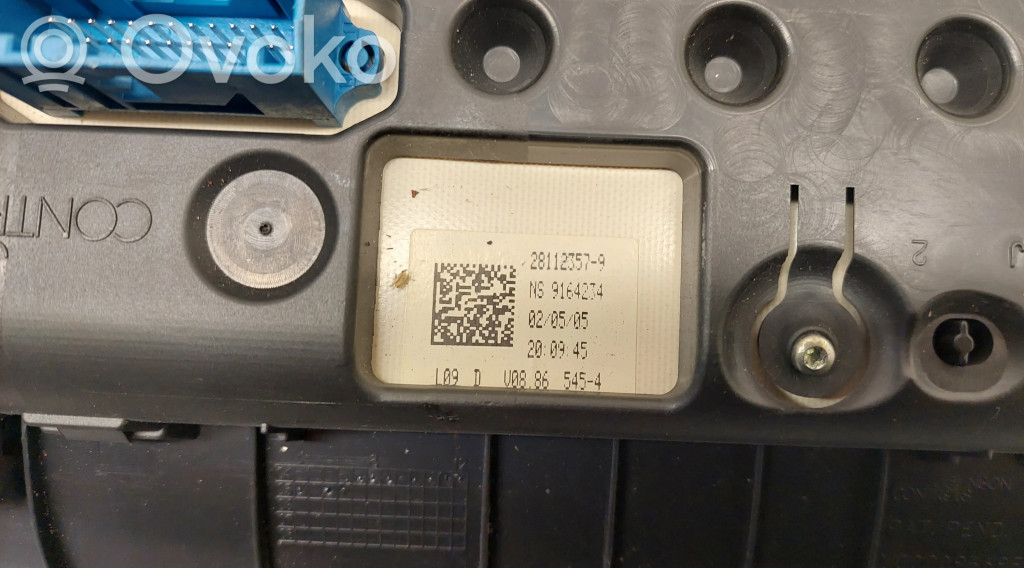 Ovoko
CONT
2
28112357-9
NS 9164234
02/05/05
20:09:45
L09 D V08.86 545-4